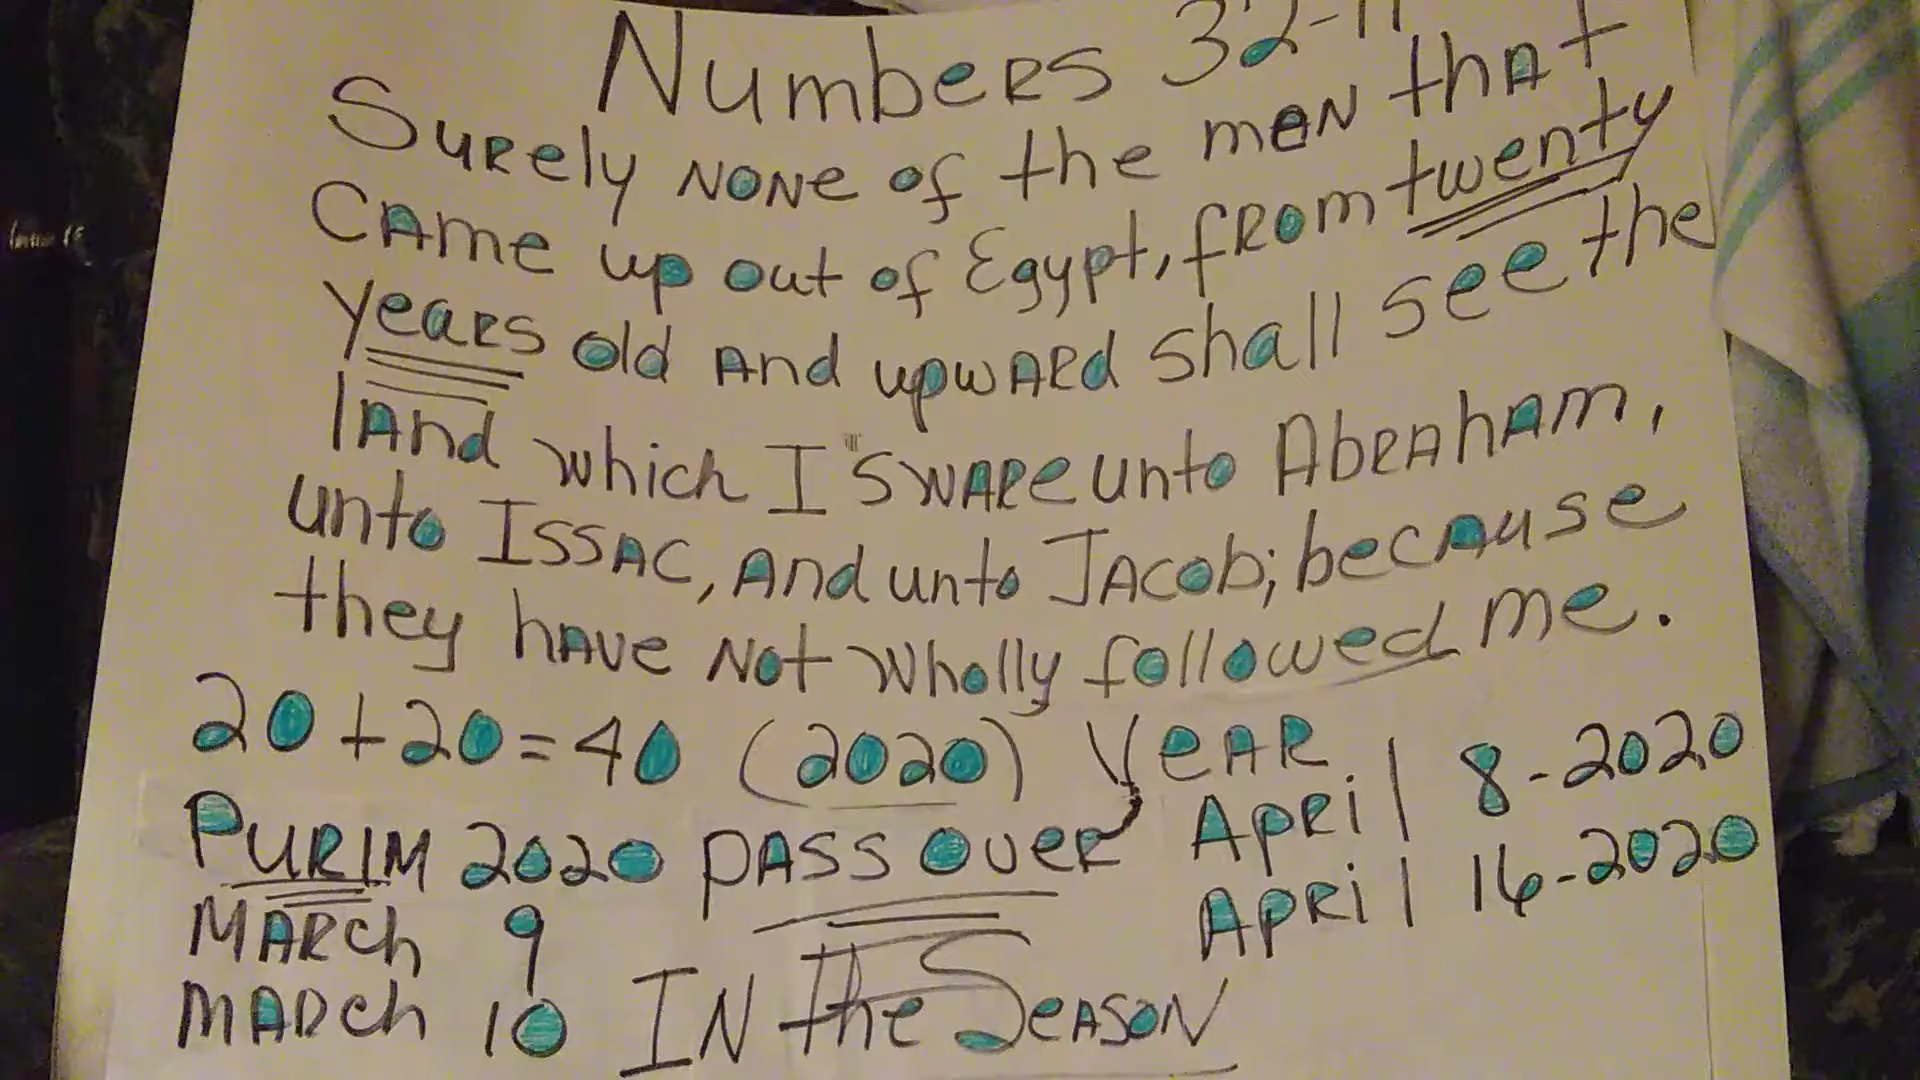 Numbers 32-11
Surely none of the men that
came up out of Egypt, from twenty
years old and upward shall see the
land which I sware unto Abraham,
unto Issac, and unto Jacob; because
they have not wholly followed me.
20+20=40 (2020) Year
PURIM 2020 PASS OVER April 8-2020
March 9 April 16-2020
March 10 IN the Season